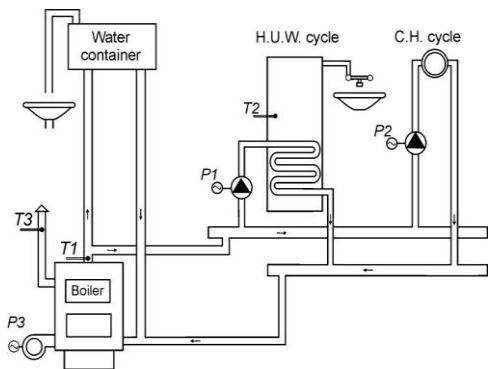 Water
container
H.U.W. cycle
C.H. cycle
T2
P2
P1
T3
T1
Boiler
P3